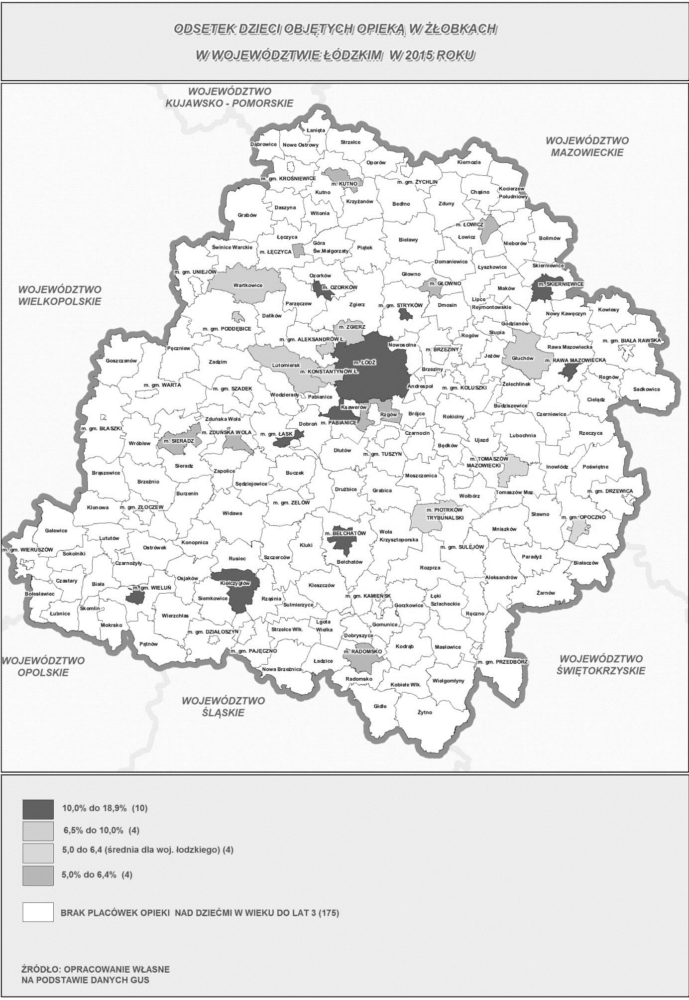 ODSETEK DZIECI OBJĘTYCH OPIEKĄ W ŻŁOBKACH
W WOJEWÓDZTWIE ŁÓDZKIM W 2015 ROKU
WOJEWÓDZTWO
KUJAWSKO - POMORSKIE
WOJEWÓDZTWO
MAZOWIECKIE
Łanięta
Dąbrowice
Nowe Ostrowy
Strzelce
Oporów
Kiernozia
m. gm. KROŚNIEWICE
m. KUTNO
m. gm. ŻYCHLIN
Kutno
Krzyżanów
Bedlno
Zduny
Chąśno
Kocierzew
Południowy
Grabów
Daszyna
Witonia
m. ŁOWICZ
Łowicz
Nieborów
Bolimów
Świnice Warckie
Łęczyca
m. ŁĘCZYCA
Góra
Św.Małgorzaty
Piątek
Bielawy
Domaniewice
Łyszkowice
Skierniewice
m. gm. UNIEJÓW
Wartkowice
Ozorków
m. OZORKÓW
Głowno
m. GŁOWNO
Maków
m. SKIERNIEWICE
WOJEWÓDZTWO
WIELKOPOLSKIE
Parzęczew
Zgierz
m. gm. STRYKÓW
Dmosin
Lipce
Reymontowskie
Nowy Kawęczyn
Kowiesy
Dalików
m. gm. PODDĘBICE
m. ZGIERZ
Godzianów
Słupia
Rogów
m. gm. ALEKSANDRÓW Ł.
Nowosolna
m. BRZEZINY
Rawa Mazowiecka
m. gm. BIAŁA RAWSKA
Pęczniew
Goszczanów
Zadzim
Lutomiersk
m. KONSTANTYNÓW Ł.
m. ŁÓDŹ
Jeżów
Głuchów
m. RAWA MAZOWIECKA
Brzeziny
Regnów
Sadkowice
m. gm. WARTA
m. gm. SZADEK
Wodzierady
Pabianice
Andrespol
m. gm. KOLUSZKI
Żelechlinek
Cielądz
Ksawerów
Rzgów
Brójce
Rokiciny
Budziszewice
Czerniewice
m. gm. BŁASZKI
Zduńska Wola
m. ZDUŃSKA WOLA
m. gm. ŁASK
Dobroń
m. PABIANICE
Czarnocin
Ujazd
Lubochnia
Rzeczyca
Wróblew
m. SIERADZ
Dłutów
m. gm. TUSZYN
Będków
m. TOMASZÓW
MAZOWIECKI
Inowłódz
Poświętne
Brąszewice
Sieradz
Zapolice
Buczek
Moszczenica
Brzeźnio
Sędziejowice
Drużbice
Grabica
Wolbórz
Tomaszów Maz.
m. gm. DRZEWICA
Burzenin
m. gm. ZELÓW
Klonowa
m. gm. ZŁOCZEW
Widawa
m. PIOTRKÓW
TRYBUNALSKI
Sławno
m. gm. OPOCZNO
Galewice
Lututów
Konopnica
Kluki
m. BEŁCHATÓW
Wola
Krzysztoporska
Mniszków
m. gm. WIERUSZÓW
Sokolniki
Ostrówek
Rusiec
Szczerców
Bełchatów
m. gm. SULEJÓW
Paradyż
Białaczów
Czarnożyły
Rozprza
Czastary
Biała
Osjaków
Kiełczygłów
Kleszczów
Aleksandrów
Żarnów
Bolesławiec
m. gm. WIELUŃ
Siemkowice
Rząśnia
Sulmierzyce
m. gm. KAMIEŃSK
Gorzkowice
Łęki
Szlacheckie
Łubnice
Skomlin
Mokrsko
Wierzchlas
Ręczno
m. gm. DZIAŁOSZYN
Strzelce Wlk.
Lgota
Wielka
Gomunice
Dobryszyce
Pątnów
m. gm. PAJĘCZNO
m. RADOMSKO
Kodrąb
Masłowice
m. gm. PRZEDBÓRZ
Nowa Brzeźnica
Ładzice
Radomsko
Kobiele Wlk.
Wielgomłyny
WOJEWÓDZTWO
OPOLSKIE
WOJEWÓDZTWO
ŚWIĘTOKRZYSKIE
WOJEWÓDZTWO
ŚLĄSKIE
Gidle
Żytno
10,0% do 18,9% (10)
6,5% do 10,0% (4)
5,0 do 6,4 (średnia dla woj. łodzkiego) (4)
5,0% do 6,4% (4)
BRAK PLACÓWEK OPIEKI NAD DZIEĆMI W WIEKU DO LAT 3 (175)
ŹRÓDŁO: OPRACOWANIE WŁASNE
NA PODSTAWIE DANYCH GUS